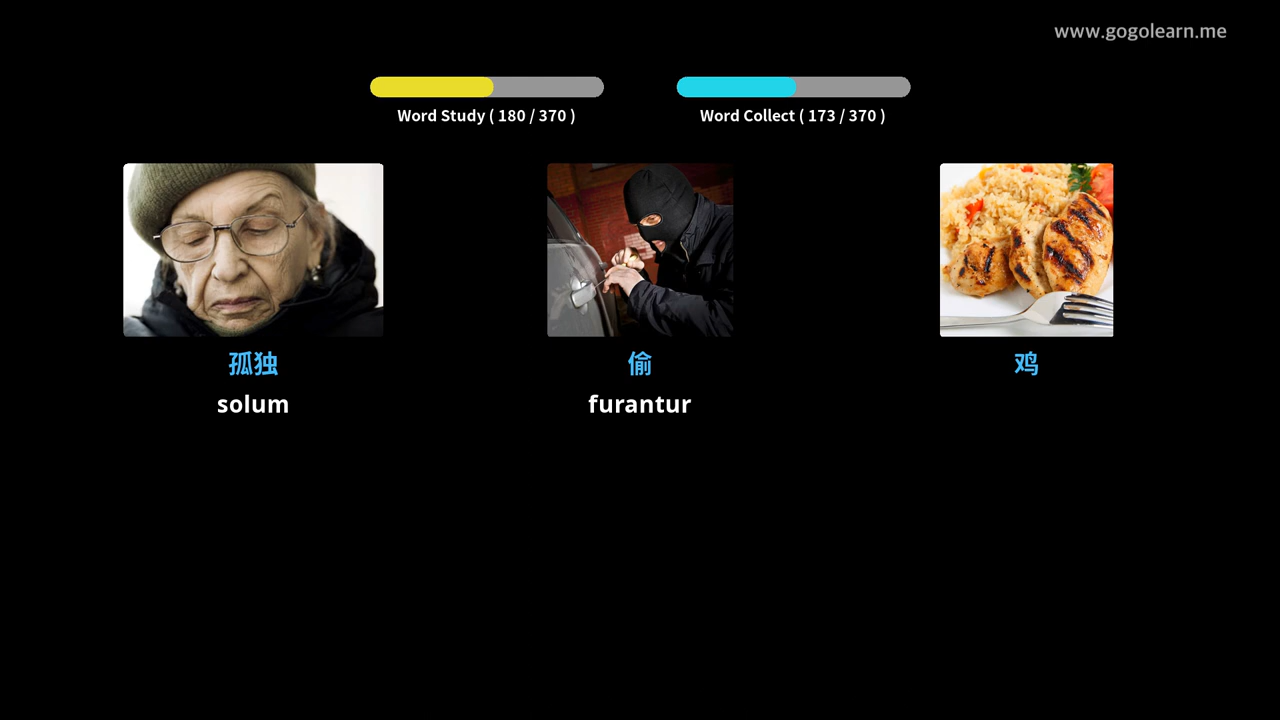 www.gogolearn.me
Word Study ( 180 / 370 )
Word Collect ( 173 / 370 )
孤独
solum
偷
furantur
鸡